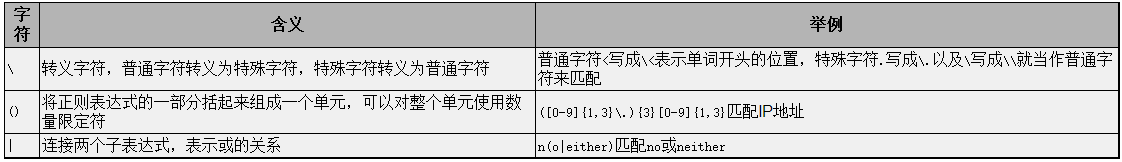 字符 含义 举例
\ 转义字符，普通字符转义为特殊字符，特殊字符转义为普通字符 普通字符<写成\<表示单词开头的位置，特殊字符.写成\.以及\写成\\就当作普通字
符来匹配
() 将正则表达式的一部分括起来组成一个单元，可以对整个单元使用数
量限定符 ([0-9]{1,3}\.){3}[0-9]{1,3}匹配IP地址
| 连接两个子表达式，表示或的关系 n(o|either)匹配no或neither